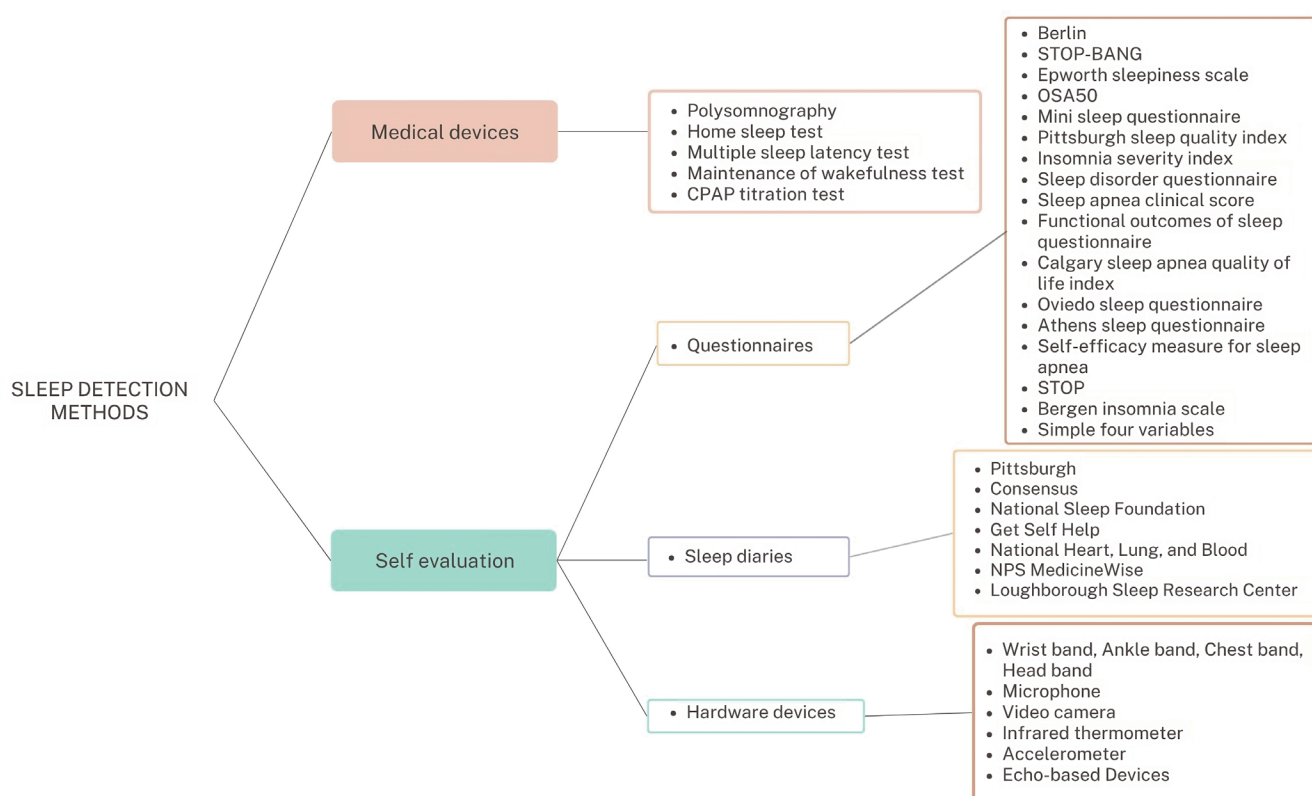 SLEEP DETECTION
METHODS
Medical devices
• Polysomnography
• Home sleep test
• Multiple sleep latency test
• Maintenance of wakefulness test
• CPAP titration test
Self evaluation
• Questionnaires
• Berlin
• STOP-BANG
• Epworth sleepiness scale
• OSA50
• Mini sleep questionnaire
• Pittsburgh sleep quality index
• Insomnia severity index
• Sleep disorder questionnaire
• Sleep apnea clinical score
• Functional outcomes of sleep
questionnaire
• Calgary sleep apnea quality of
life index
• Oviedo sleep questionnaire
• Athens sleep questionnaire
• Self-efficacy measure for sleep
apnea
• STOP
• Bergen insomnia scale
• Simple four variables
• Sleep diaries
• Pittsburgh
• Consensus
• National Sleep Foundation
• Get Self Help
• National Heart, Lung, and Blood
• NPS MedicineWise
• Loughborough Sleep Research Center
• Hardware devices
• Wrist band, Ankle band, Chest band,
Head band
• Microphone
• Video camera
• Infrared thermometer
• Accelerometer
• Echo-based Devices